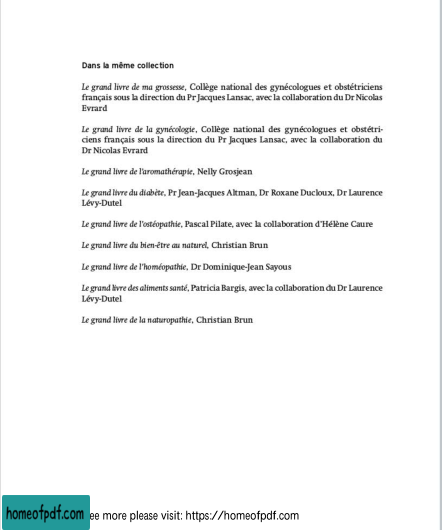 Dans la même collection
Le grand livre de ma grossesse, Collège national des gynécologues et obstétriciens
français sous la direction du Pr Jacques Lansac, avec la collaboration du Dr Nicolas
Evrard
Le grand livre de la gynécologie, Collège national des gynécologues et obstétri-
ciens français sous la direction du Pr Jacques Lansac, avec la collaboration du
Dr Nicolas Evrard
Le grand livre de l'aromathérapie, Nelly Grosjean
Le grand livre du diabète, Pr Jean-Jacques Altman, Dr Roxane Ducloux, Dr Laurence
Lévy-Dutel
Le grand livre de l'ostéopathie, Pascal Pilate, avec la collaboration d'Hélène Caure
Le grand livre du bien-être au naturel, Christian Brun
Le grand livre de l'homéopathie, Dr Dominique-Jean Sayous
Le grand livre des aliments santé, Patricia Bargis, avec la collaboration du Dr Laurence
Lévy-Dutel
Le grand livre de la naturopathie, Christian Brun
homeofpdf.com ee more please visit: https://homeofpdf.com